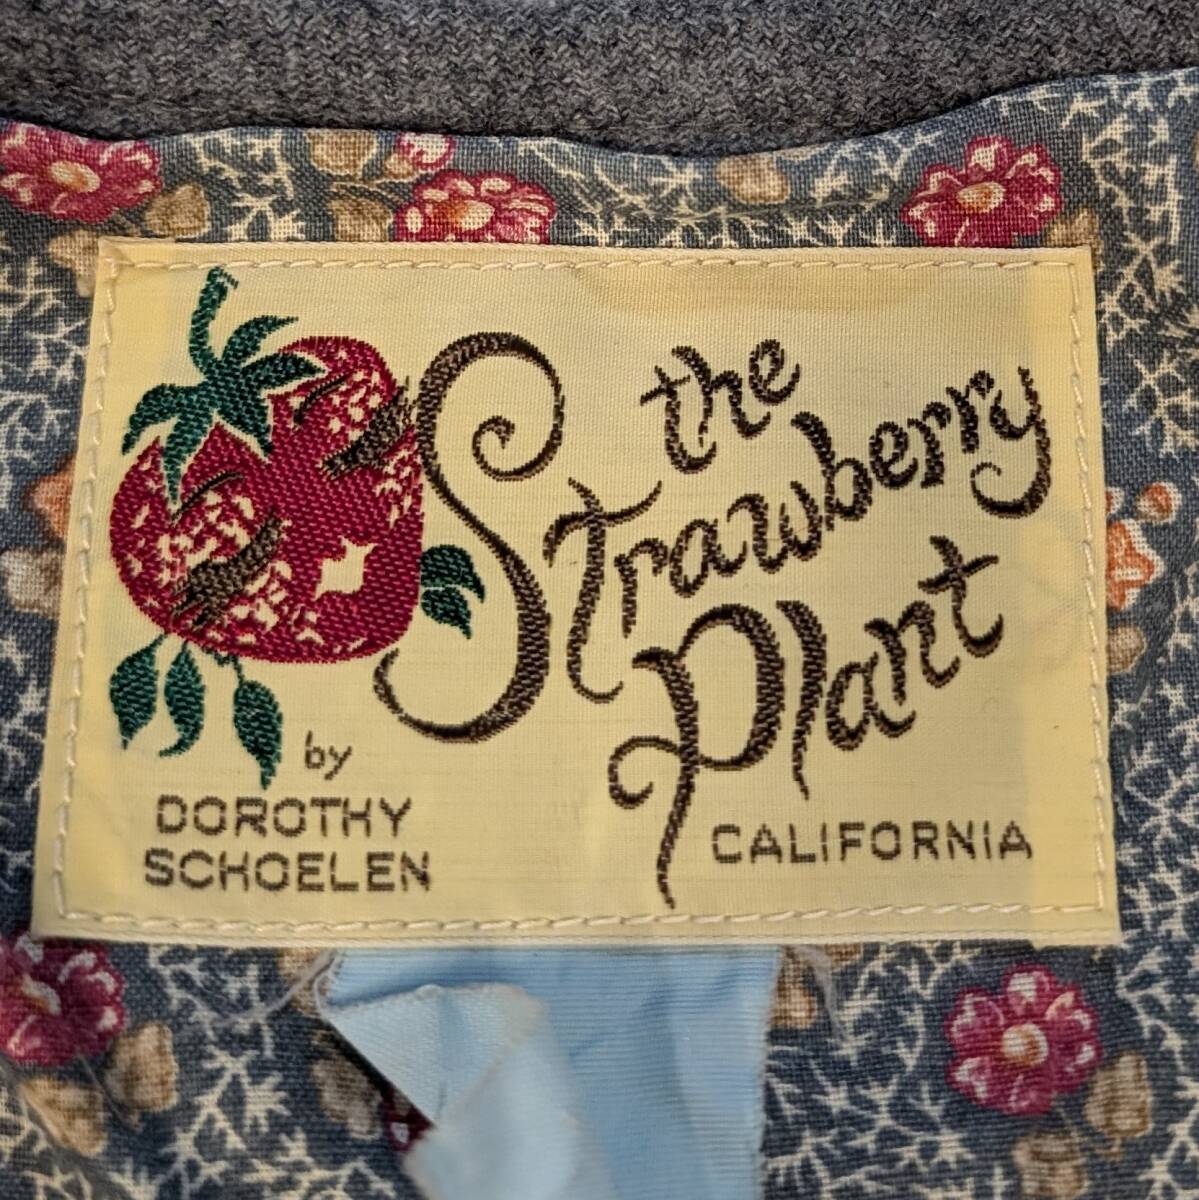 the
Strawberry
Plant
by
DOROTHY
SCHOELEN
CALIFORNIA